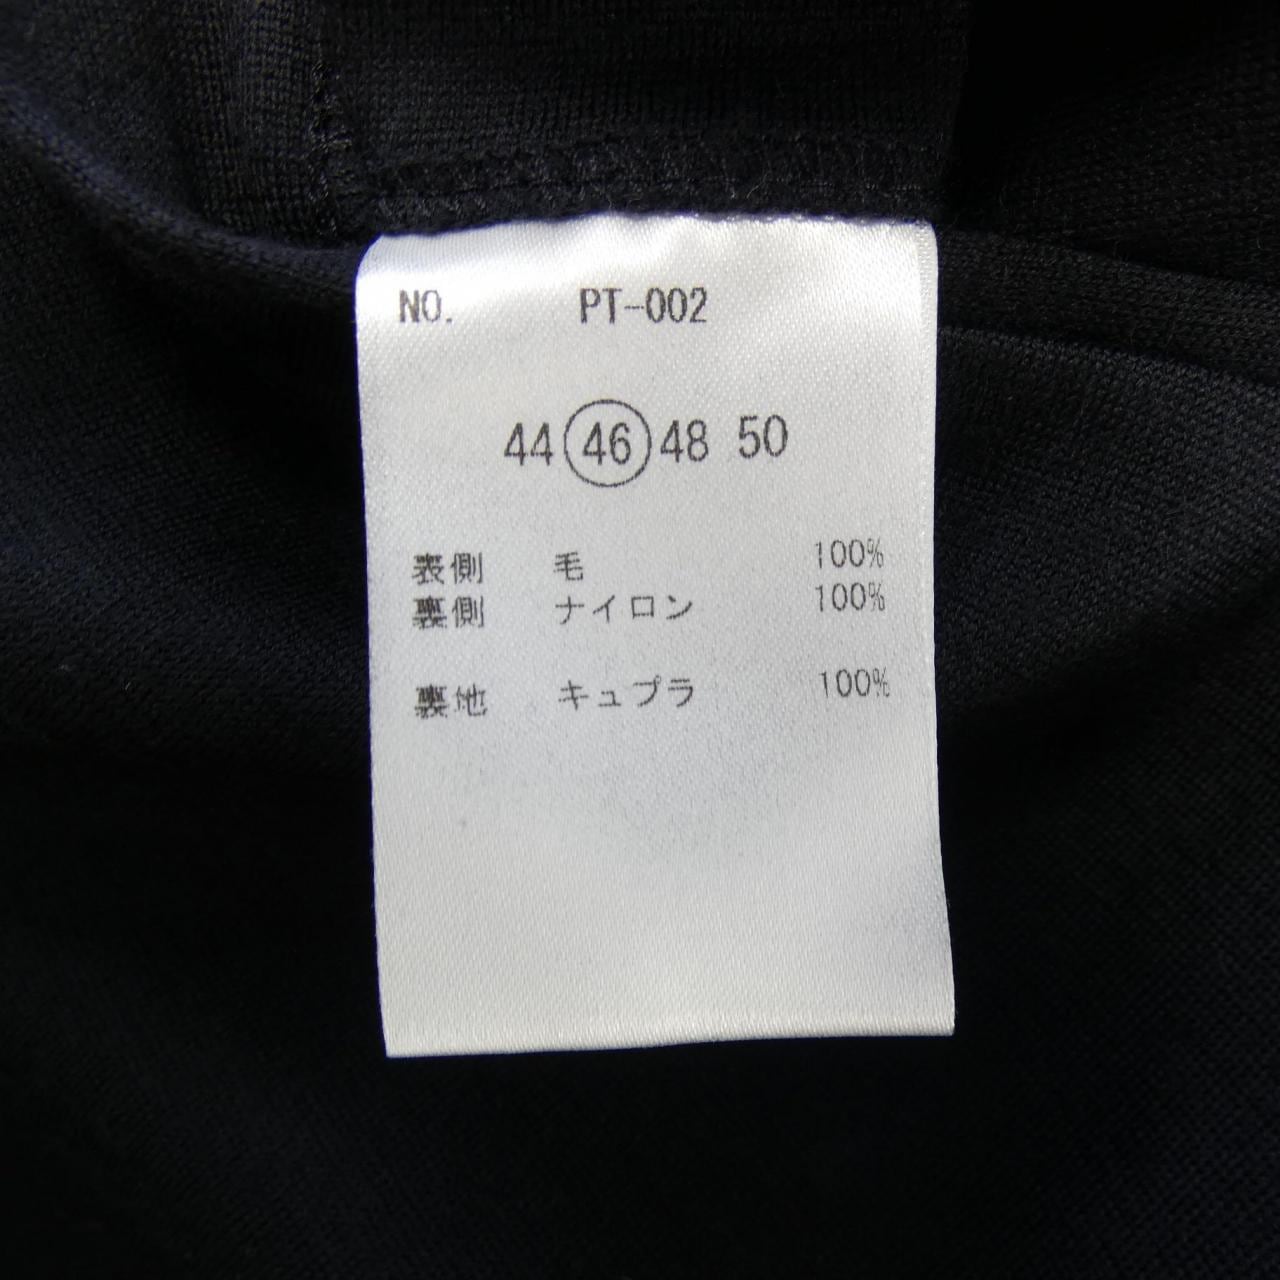 NO. PT-002
44 46 48 50
表側 毛 100%
裏側 ナイロン 100%
裏地 キュプラ 100%